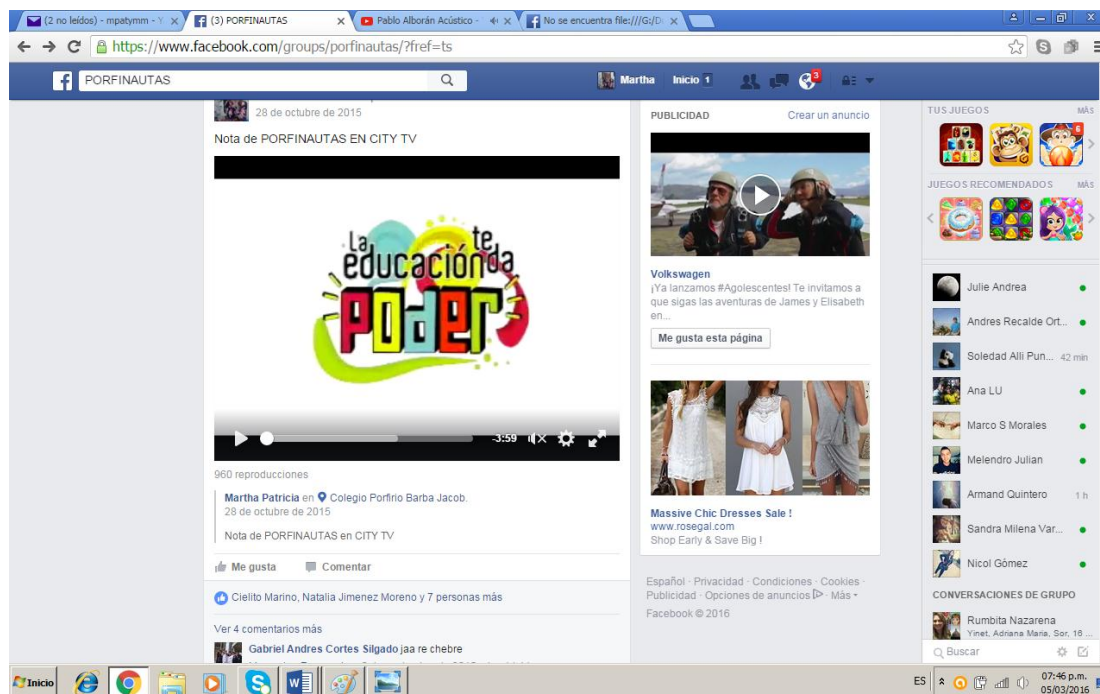 (2 no leídos) - mpatymm - Y
(3) PORFINAUTAS
Pablo Alborán Acústico -
No se encuentra file:///G:/D
https://www.facebook.com/groups/porfinautas/?fref=ts
PORFINAUTAS
Martha Inicio 1
3
28 de octubre de 2015
Nota de PORFINAUTAS EN CITY TV
La educación te da
PODER
-3:59
960 reproducciones
Martha Patricia en Colegio Porfirio Barba Jacob.
28 de octubre de 2015
Nota de PORFINAUTAS en CITY TV
Me gusta Comentar
Cielito Marino, Natalia Jimenez Moreno y 7 personas más
Ver 4 comentarios más
Gabriel Andres Cortes Silgado jaa re chebre
PUBLICIDAD Crear un anuncio
Volkswagen
¡Ya lanzamos #Agolescentes! Te invitamos a
que sigas las aventuras de James y Elisabeth
en...
Me gusta esta página
Massive Chic Dresses Sale !
www.rosegal.com
Shop Early & Save Big !
Español · Privacidad · Condiciones · Cookies ·
Publicidad · Opciones de anuncios · Más
Facebook © 2016
TUS JUEGOS MÁS
6
JUEGOS RECOMENDADOS MÁS
Julie Andrea
Andres Recalde Ort...
Soledad Alli Pun... 42 min
Ana LU
Marco S Morales
Melendro Julian
Armand Quintero 1 h
Sandra Milena Var...
Nicol Gómez
CONVERSACIONES DE GRUPO
Rumbita Nazarena
Yinet, Adriana Maria, Sor, 16 ...
Buscar
Inicio
ES
07:46 p.m.
05/03/2016